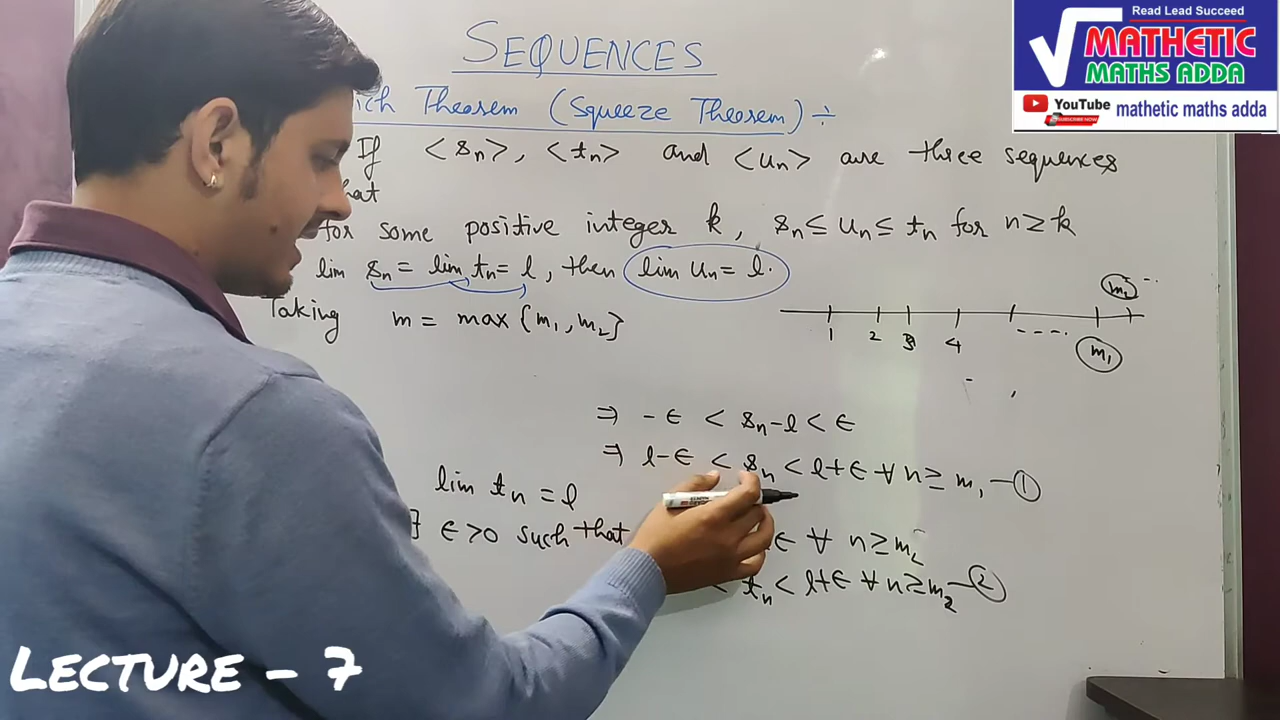 SEQUENCES
Theorem (Squeeze Theorem) ÷
If <sₙ>, <tₙ> and <uₙ> are three sequences
for some positive integer k, sₙ ≤ uₙ ≤ tₙ for n ≥ k
lim sₙ = lim tₙ = l, then lim uₙ = l.
Taking m = max {m₁, m₂}
1 2 3 4 ---- m₁ m₂ --
⇒ -ϵ < sₙ-l < ϵ
⇒ l-ϵ < sₙ < l+ϵ ∀ n ≥ m₁ — ①
lim tₙ = l
∃ ϵ>0 such that
ϵ ∀ n ≥ m₂
< tₙ < l+ϵ ∀ n ≥ m₂ — ②
Read Lead Succeed
MATHETIC
MATHS ADDA
YouTube mathetic maths adda
SUBSCRIBE NOW
LECTURE - 7